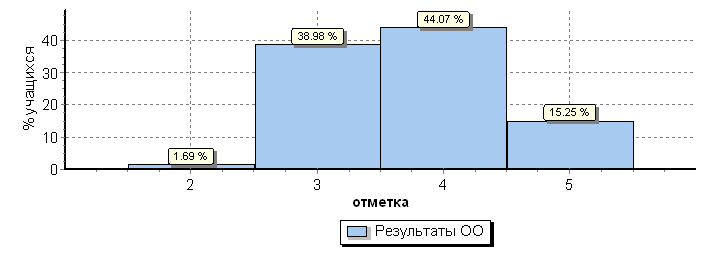 44.07 %
38.98 %
15.25 %
1.69 %
% учащихся
40
30
20
10
0
2 3 4 5
отметка
Результаты ОО